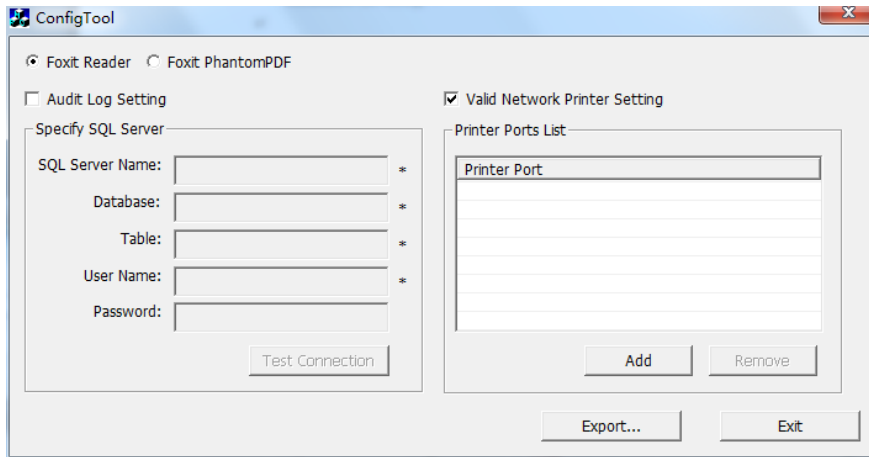 ConfigTool
Foxit Reader Foxit PhantomPDF
Audit Log Setting
Valid Network Printer Setting
Specify SQL Server
SQL Server Name: *
Database: *
Table: *
User Name: *
Password:
Test Connection
Printer Ports List
Printer Port
Add Remove
Export... Exit